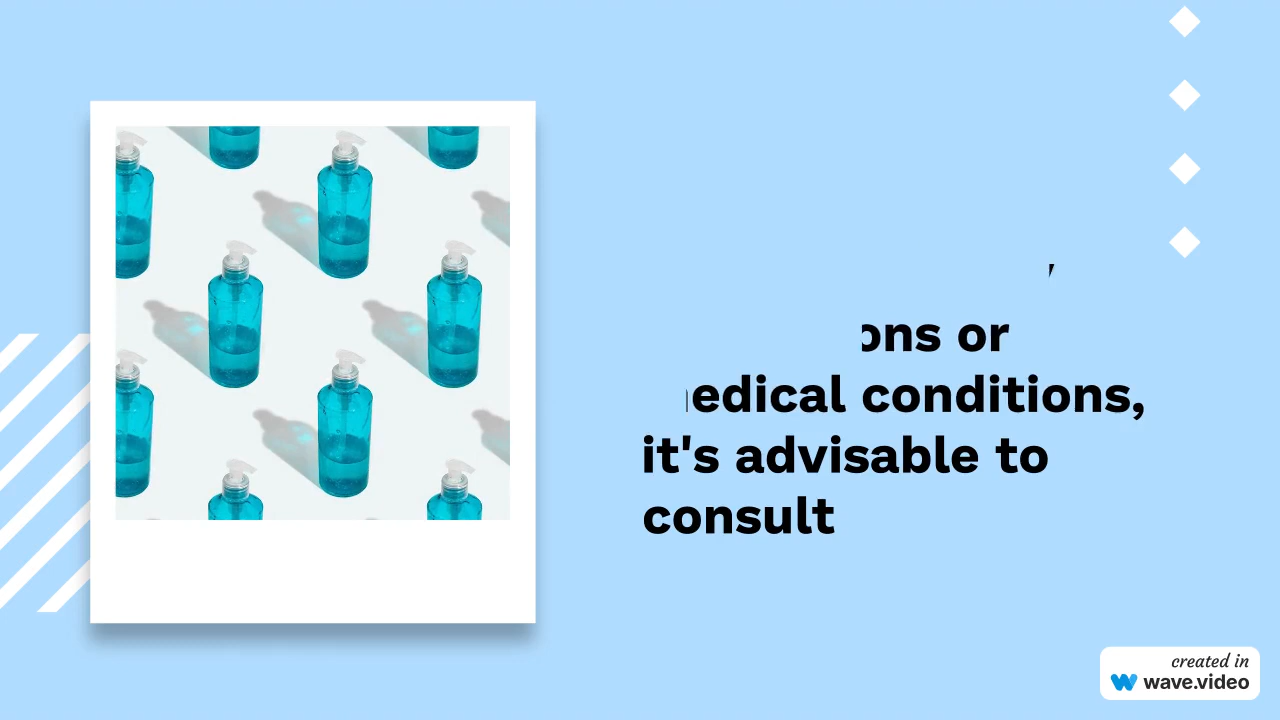 ons or
edical conditions,
it's advisable to
consult
created in
wave.video